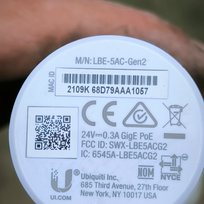 M/N: LBE-5AC-Gen2
MAC ID
2109K 68D79AAA1057
24V⎓0.3A GigE PoE
FCC ID: SWX-LBE5ACG2
IC: 6545A-LBE5ACG2
U
ULCOM
NYCE
Ubiquiti Inc.
685 Third Avenue, 27th Floor
New York, NY 10017 USA